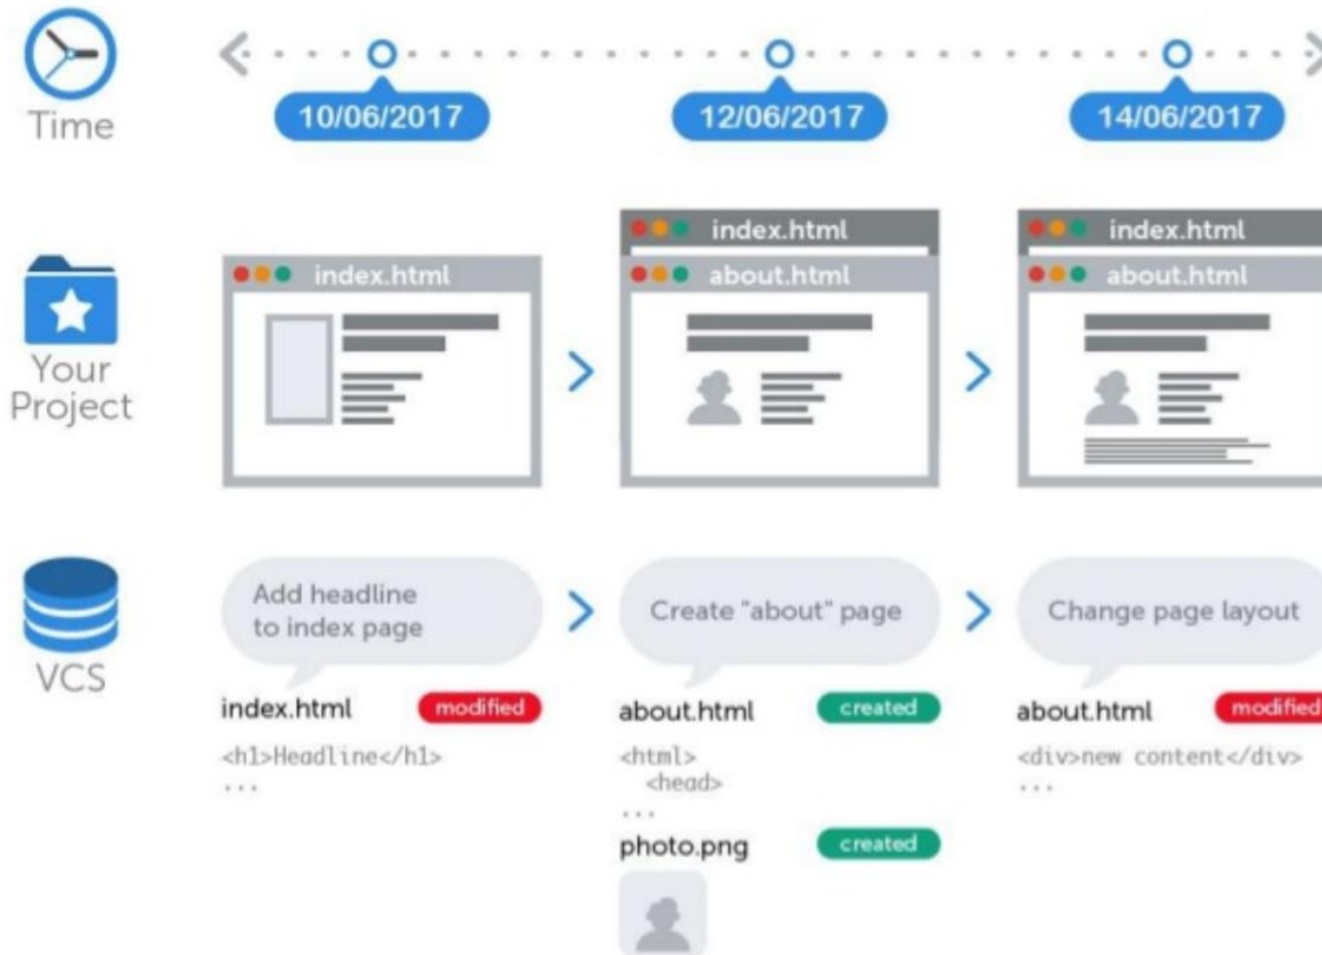 Time
10/06/2017
12/06/2017
14/06/2017
Your
Project
index.html
index.html
about.html
index.html
about.html
VCS
Add headline
to index page
Create "about" page
Change page layout
index.html modified
<h1>Headline</h1>
...
about.html created
<html>
<head>
...
photo.png created
about.html modified
<div>new content</div>
...